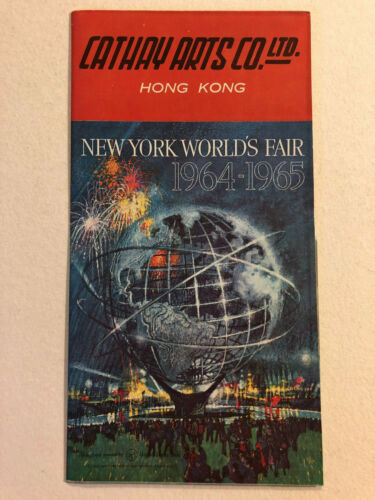 CATHAY ARTS CO. LTD.
HONG KONG
NEW YORK WORLD'S FAIR
1964-1965